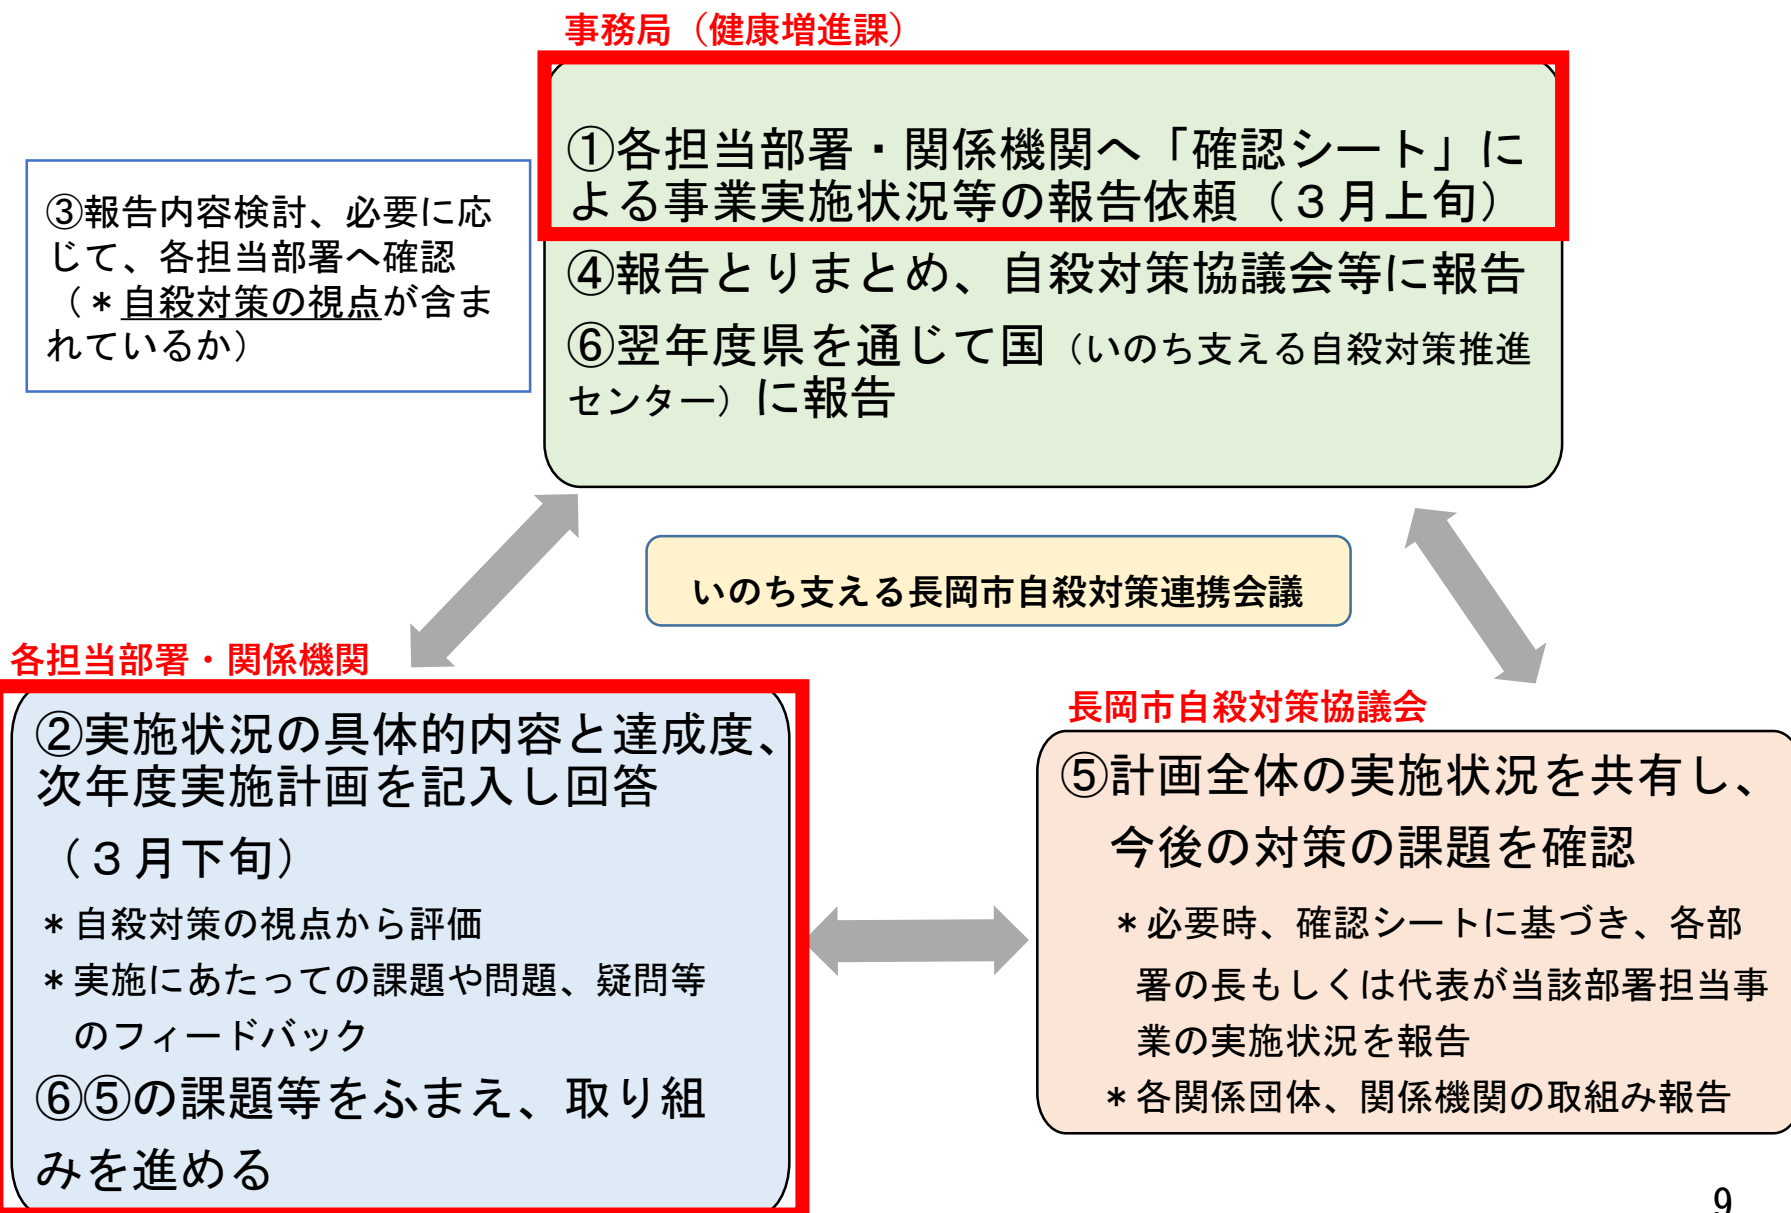 事務局（健康増進課）
①各担当部署・関係機関へ「確認シート」に
よる事業実施状況等の報告依頼（３月上旬）
④報告とりまとめ、自殺対策協議会等に報告
⑥翌年度県を通じて国（いのち支える自殺対策推進
センター）に報告
③報告内容検討、必要に応
じて、各担当部署へ確認
（＊自殺対策の視点が含ま
れているか）
いのち支える長岡市自殺対策連携会議
各担当部署・関係機関
②実施状況の具体的内容と達成度、
次年度実施計画を記入し回答
（３月下旬）
＊自殺対策の視点から評価
＊実施にあたっての課題や問題、疑問等
のフィードバック
⑥⑤の課題等をふまえ、取り組
みを進める
長岡市自殺対策協議会
⑤計画全体の実施状況を共有し、
今後の対策の課題を確認
＊必要時、確認シートに基づき、各部
署の長もしくは代表が当該部署担当事
業の実施状況を報告
＊各関係団体、関係機関の取組み報告
9